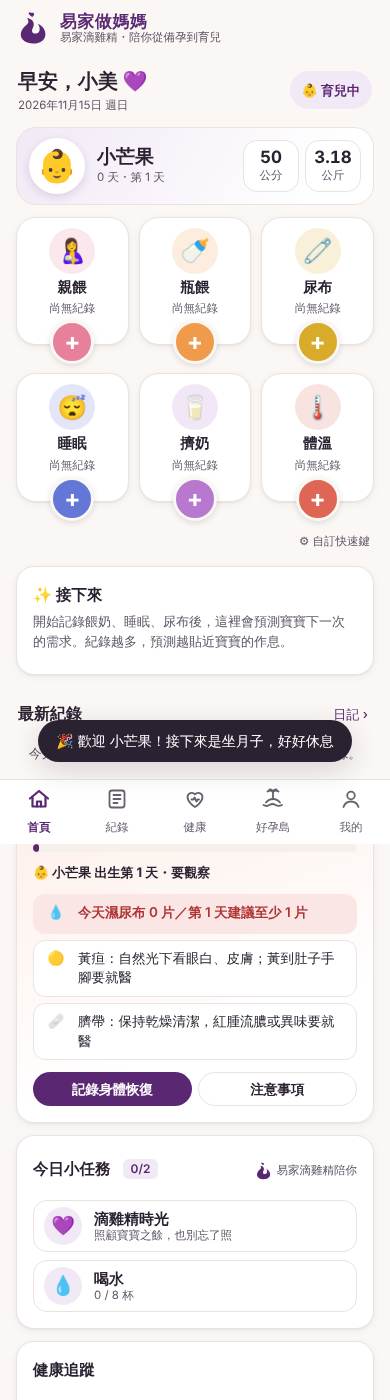 易家做媽媽
易家滴雞精・陪你從備孕到育兒
早安，小美 💜
2026年11月15日 週日
👶 育兒中
小芒果
0 天・第 1 天
50
公分
3.18
公斤
親餵
尚無紀錄
+
瓶餵
尚無紀錄
+
尿布
尚無紀錄
+
睡眠
尚無紀錄
+
擠奶
尚無紀錄
+
體溫
尚無紀錄
+
⚙ 自訂快速鍵
✨ 接下來
開始記錄餵奶、睡眠、尿布後，這裡會預測寶寶下一次
的需求。紀錄越多，預測越貼近寶寶的作息。
最新紀錄
日記 ›
🎉 歡迎 小芒果！接下來是坐月子，好好休息
首頁
紀錄
健康
好孕島
我的
👶 小芒果 出生第 1 天・要觀察
💧 今天濕尿布 0 片／第 1 天建議至少 1 片
🟡 黃疸：自然光下看眼白、皮膚；黃到肚子手
腳要就醫
🩹 臍帶：保持乾燥清潔，紅腫流膿或異味要就
醫
記錄身體恢復
注意事項
今日小任務
0/2
易家滴雞精陪你
滴雞精時光
照顧寶寶之餘，也別忘了照
喝水
0 / 8 杯
健康追蹤